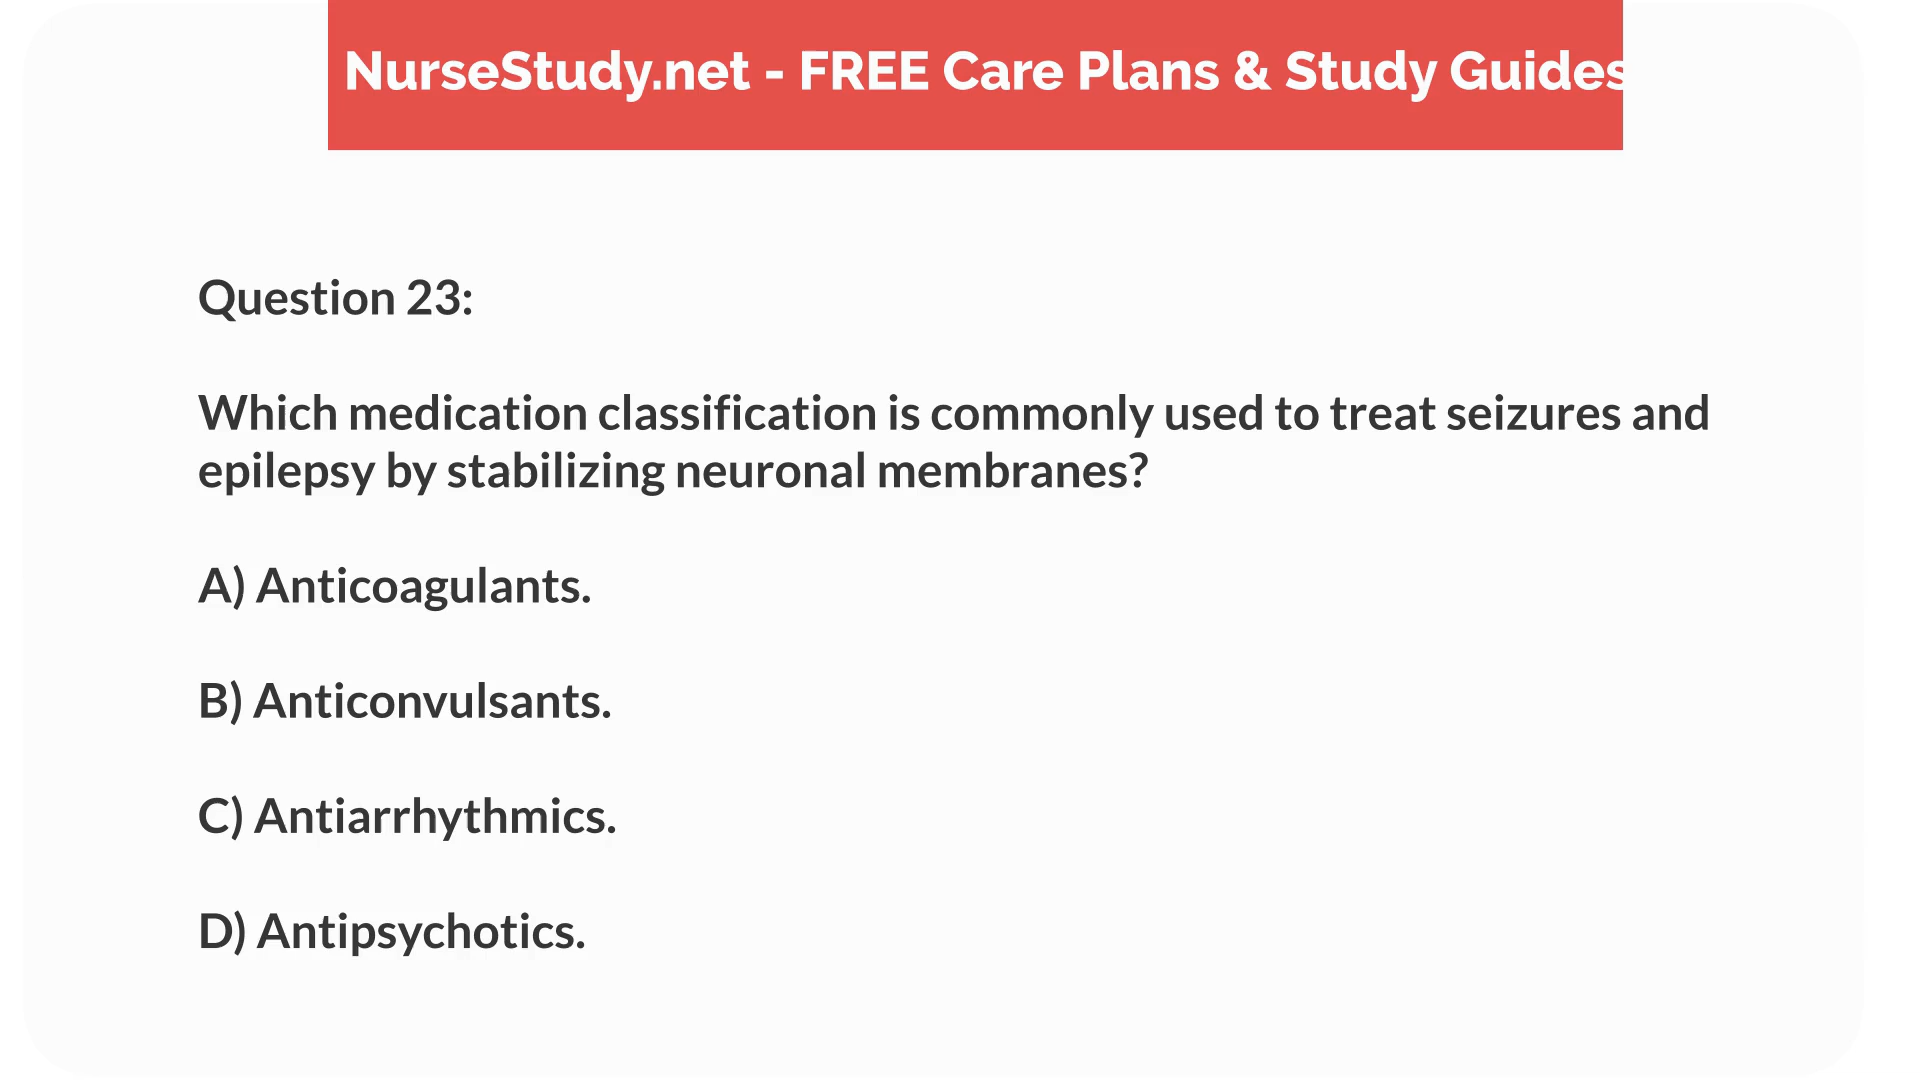 NurseStudy.net - FREE Care Plans & Study Guides
Question 23:
Which medication classification is commonly used to treat seizures and
epilepsy by stabilizing neuronal membranes?
A) Anticoagulants.
B) Anticonvulsants.
C) Antiarrhythmics.
D) Antipsychotics.